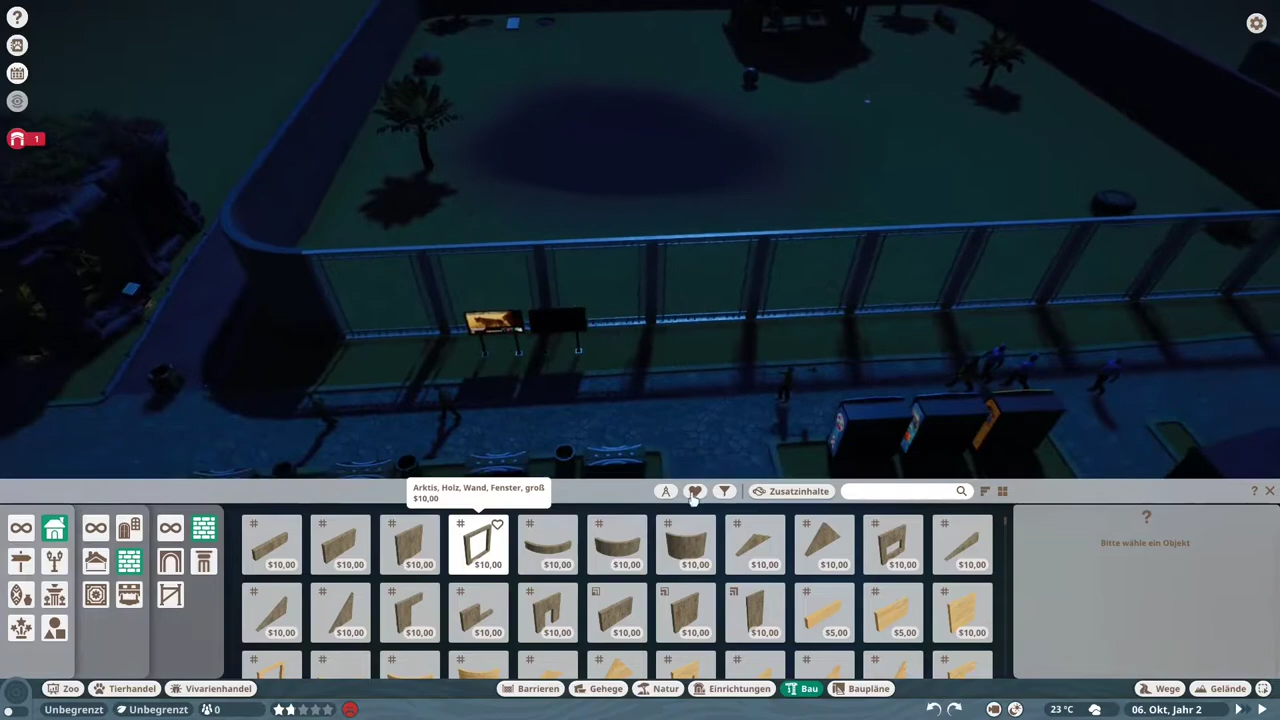 ?
1
Arktis, Holz, Wand, Fenster, groß
$10,00
Zusatzinhalte
?
$10,00 $10,00 $10,00 $10,00 $10,00 $10,00 $10,00 $10,00 $10,00 $10,00 $10,00
?
Bitte wähle ein Objekt
$10,00 $10,00 $10,00 $10,00 $10,00 $10,00 $10,00 $10,00 $5,00 $5,00 $10,00
Zoo Tierhandel Vivarienhandel Barrieren Gehege Natur Einrichtungen Bau Baupläne Wege Gelände
Unbegrenzt Unbegrenzt 0 23 °C 06. Okt, Jahr 2